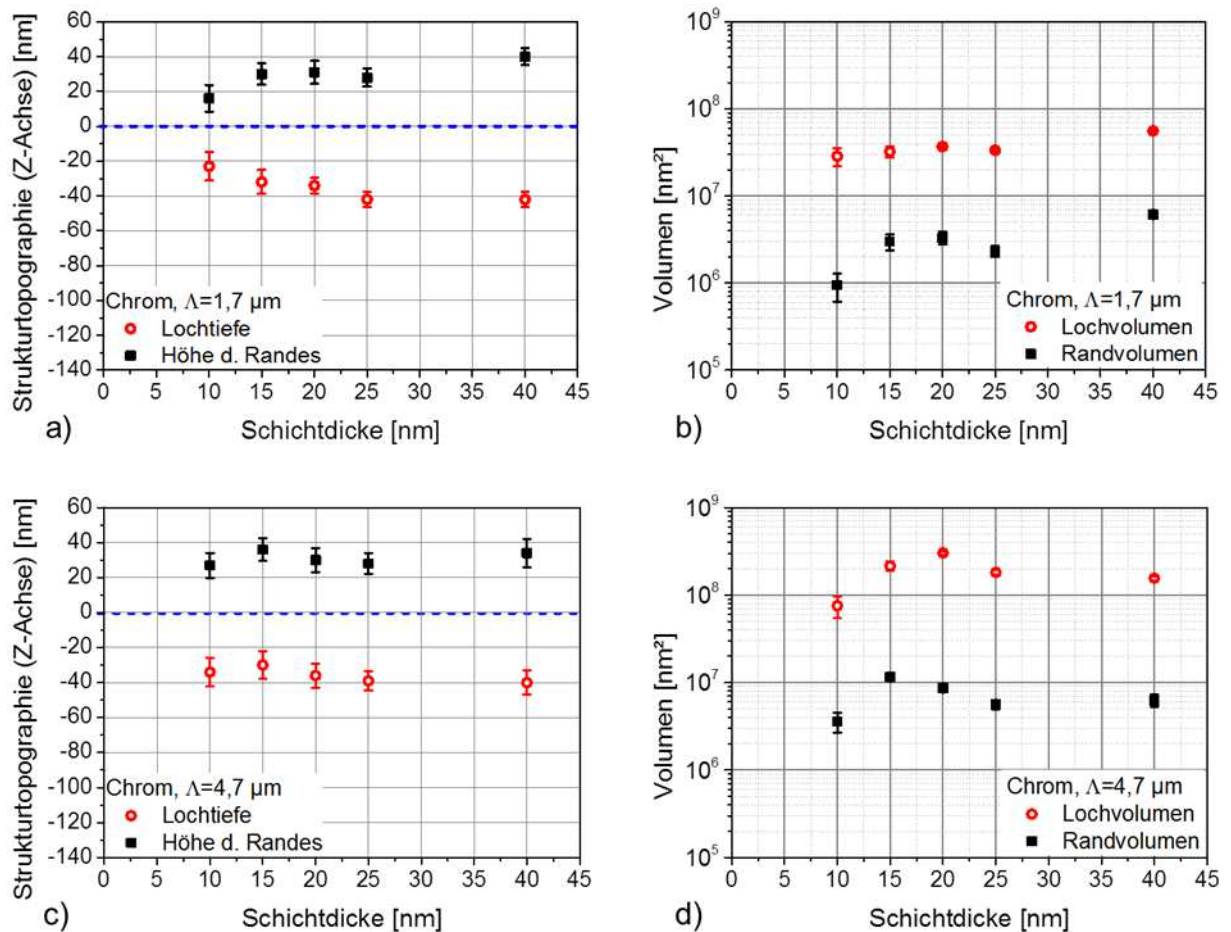 60
40
20
0
-20
-40
-60
-80
-100
-120
-140
Strukturtopographie (Z-Achse) [nm]
Chrom, Λ=1,7 µm
Lochtiefe
Höhe d. Randes
0 5 10 15 20 25 30 35 40 45
a) Schichtdicke [nm]
10⁹
10⁸
10⁷
10⁶
10⁵
Volumen [nm²]
Chrom, Λ=1,7 µm
Lochvolumen
Randvolumen
0 5 10 15 20 25 30 35 40 45
b) Schichtdicke [nm]
60
40
20
0
-20
-40
-60
-80
-100
-120
-140
Strukturtopographie (Z-Achse) [nm]
Chrom, Λ=4,7 µm
Lochtiefe
Höhe d. Randes
0 5 10 15 20 25 30 35 40 45
c) Schichtdicke [nm]
10⁹
10⁸
10⁷
10⁶
10⁵
Volumen [nm²]
Chrom, Λ=4,7 µm
Lochvolumen
Randvolumen
0 5 10 15 20 25 30 35 40 45
d) Schichtdicke [nm]